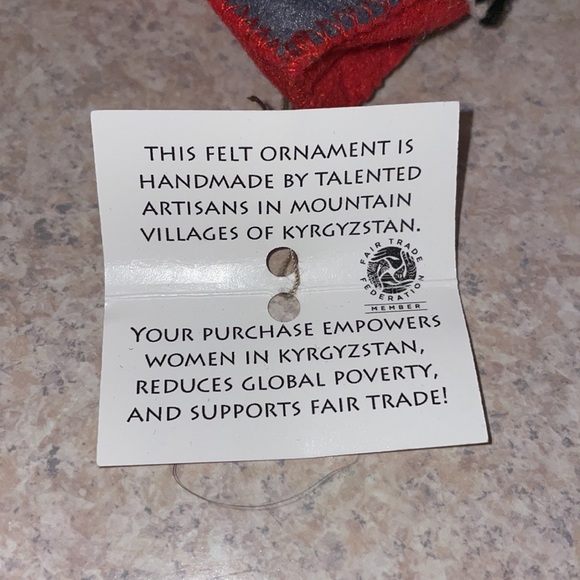 THIS FELT ORNAMENT IS
HANDMADE BY TALENTED
ARTISANS IN MOUNTAIN
VILLAGES OF KYRGYZSTAN.
FAIR TRADE
FEDERATION
MEMBER
YOUR PURCHASE EMPOWERS
WOMEN IN KYRGYZSTAN,
REDUCES GLOBAL POVERTY,
AND SUPPORTS FAIR TRADE!